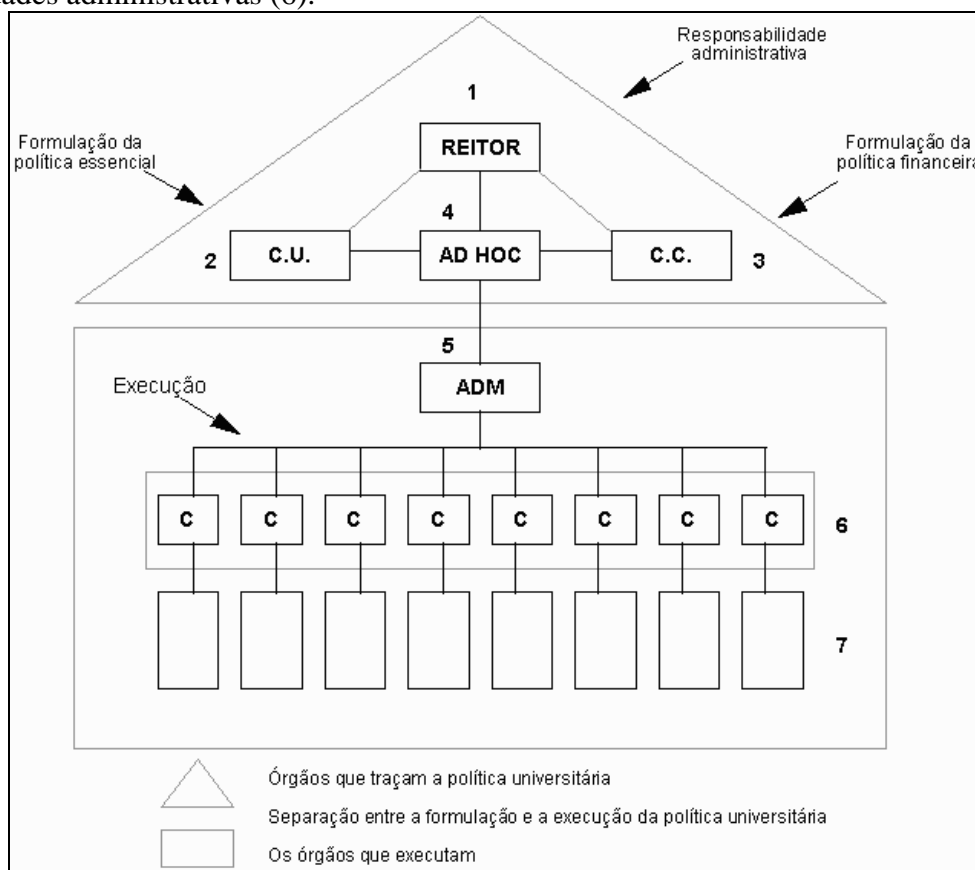 dades administrativas (6).
Responsabilidade
administrativa
1
Formulação da
política essencial
Formulação da
política financeira
REITOR
4
2
C.U.
AD HOC
C.C.
3
5
Execução
ADM
C C C C C C C C
6
7
Órgãos que traçam a política universitária
Separação entre a formulação e a execução da política universitária
Os órgãos que executam